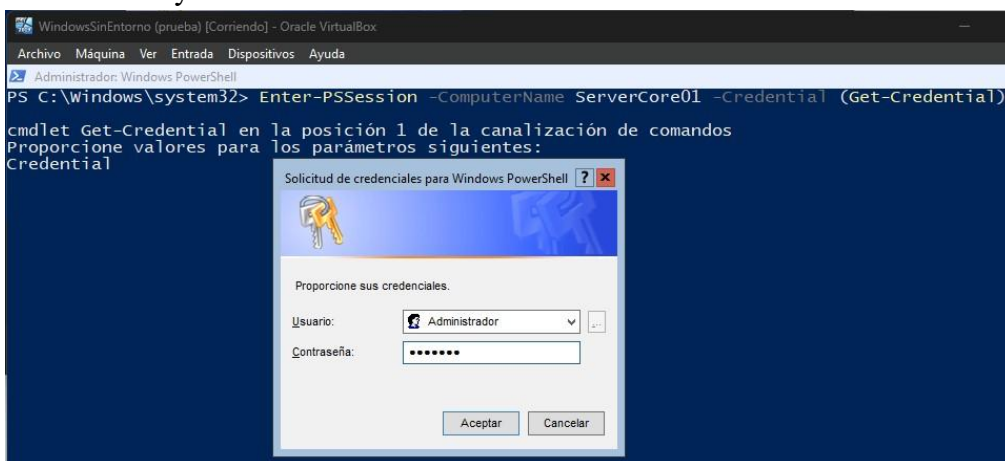 WindowsSinEntorno (prueba) [Corriendo] - Oracle VirtualBox
Archivo Máquina Ver Entrada Dispositivos Ayuda
Administrador: Windows PowerShell
PS C:\Windows\system32> Enter-PSSession -ComputerName ServerCore01 -Credential (Get-Credential)
cmdlet Get-Credential en la posición 1 de la canalización de comandos
Proporcione valores para los parámetros siguientes:
Credential
Solicitud de credenciales para Windows PowerShell
Proporcione sus credenciales.
Usuario: Administrador
Contraseña: •••••••
Aceptar Cancelar